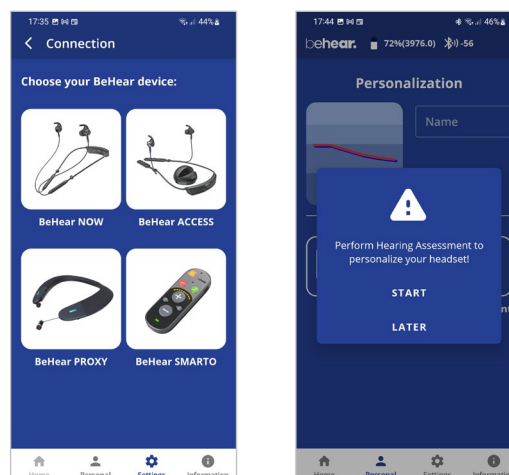 17:35
44%
Connection
Choose your BeHear device:
BeHear NOW
BeHear ACCESS
BeHear PROXY
BeHear SMARTO
Home
Personal
Settings
Information
17:44
46%
behear.
72%(3976.0)
-56
Personalization
Name
Perform Hearing Assessment to
personalize your headset!
START
LATER
Home
Personal
Settings